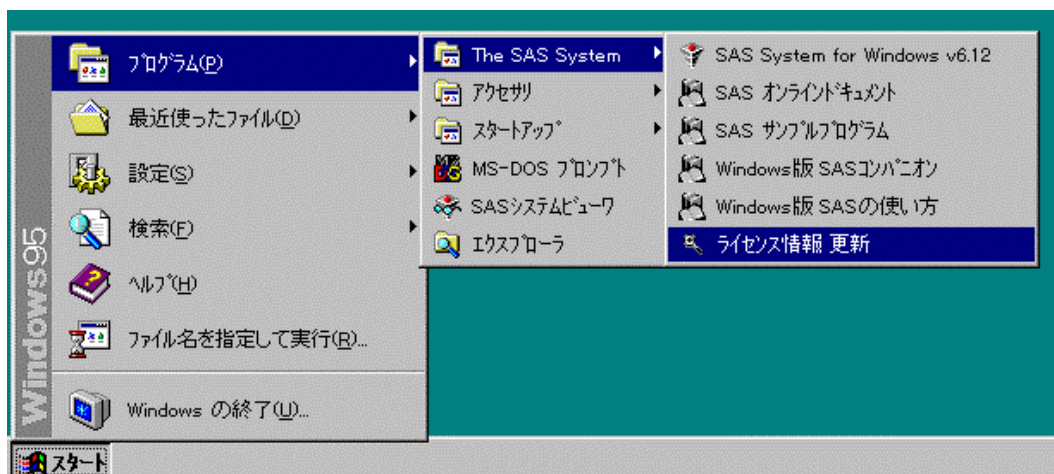 プログラム(P)
最近使ったファイル(D)
設定(S)
検索(F)
ヘルプ(H)
ファイル名を指定して実行(R)...
Windows の終了(U)...
Windows95
スタート
The SAS System
アクセサリ
スタートアップ
MS-DOS プロンプト
SASシステムビューワ
エクスプローラ
SAS System for Windows v6.12
SAS オンラインドキュメント
SAS サンプルプログラム
Windows版 SASコンパニオン
Windows版 SASの使い方
ライセンス情報 更新